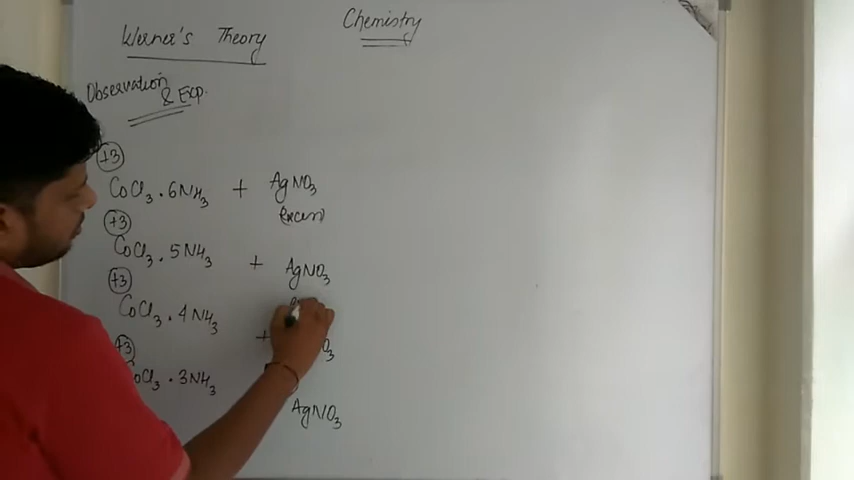 Werner's Theory
Chemistry
Observation
& Exp.
+3
CoCl3 . 6NH3 + AgNO3
(excess)
+3
CoCl3 . 5NH3 + AgNO3
+3
CoCl3 . 4NH3 + O3
+3
CoCl3 . 3NH3 AgNO3